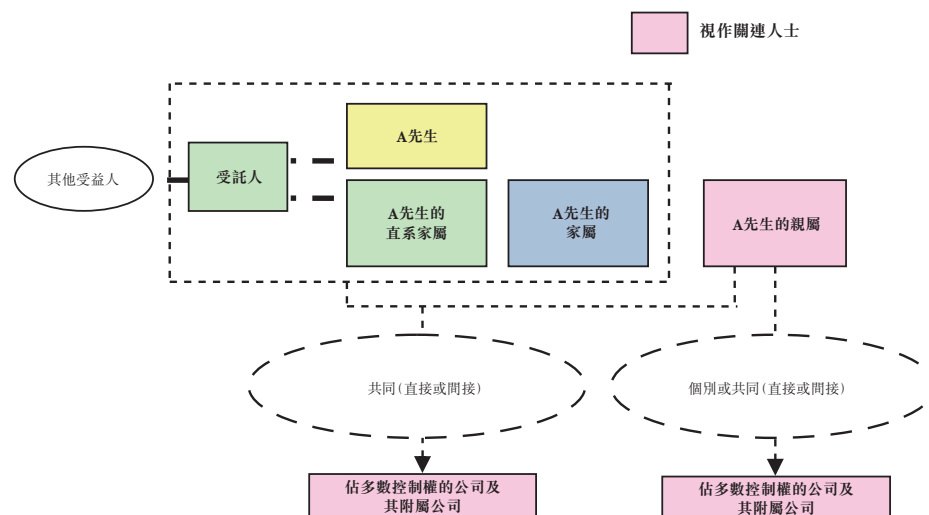 視作關連人士
A先生
其他受益人
受託人
A先生的
直系家屬
A先生的
家屬
A先生的親屬
共同(直接或間接)
個別或共同(直接或間接)
佔多數控制權的公司及
其附屬公司
佔多數控制權的公司及
其附屬公司